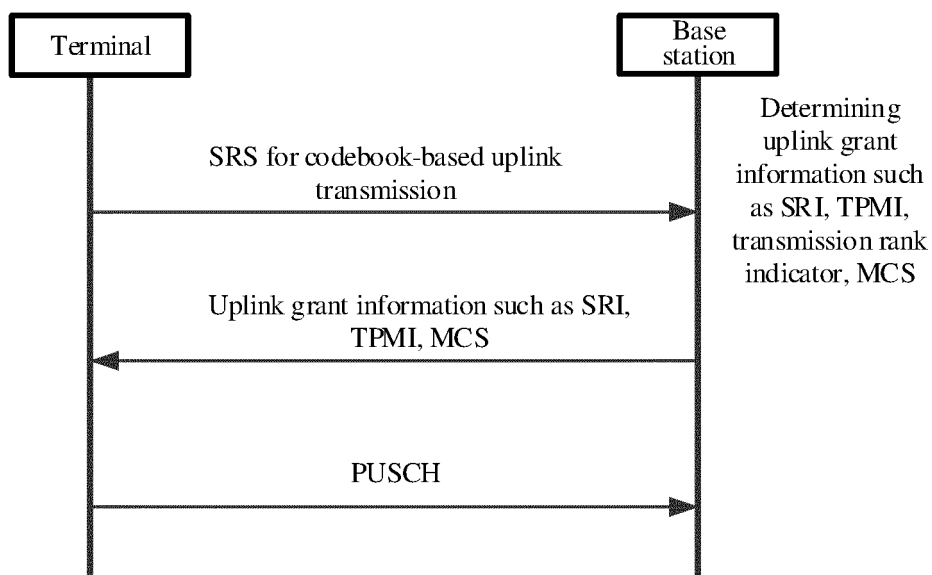 Terminal
Base
station
Determining
uplink grant
information such
as SRI, TPMI,
transmission rank
indicator, MCS
SRS for codebook-based uplink
transmission
Uplink grant information such as SRI,
TPMI, MCS
PUSCH